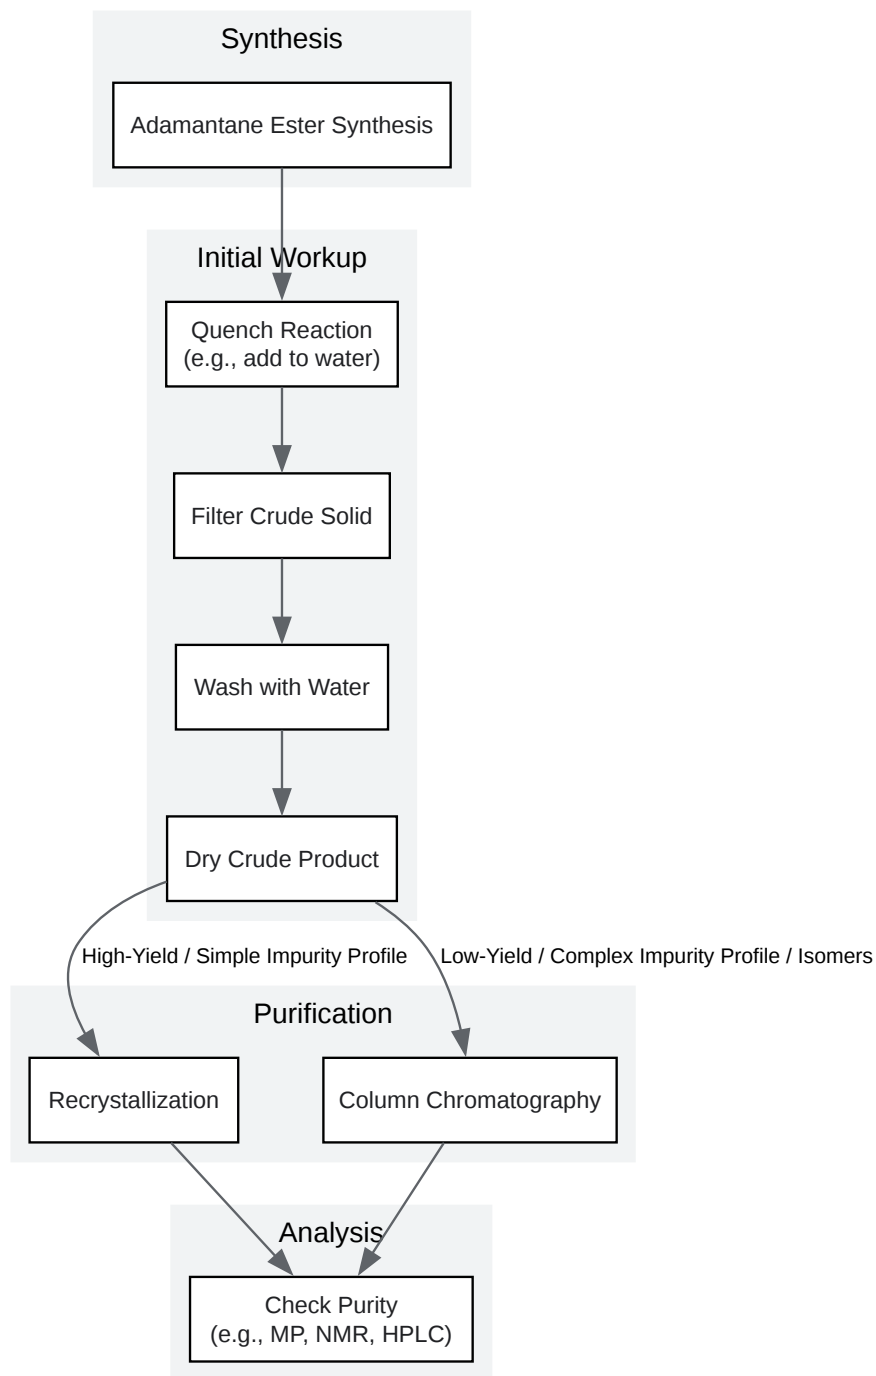 Synthesis
Adamantane Ester Synthesis
Initial Workup
Quench Reaction
(e.g., add to water)
Filter Crude Solid
Wash with Water
Dry Crude Product
High-Yield / Simple Impurity Profile
Low-Yield / Complex Impurity Profile / Isomers
Purification
Recrystallization
Column Chromatography
Analysis
Check Purity
(e.g., MP, NMR, HPLC)